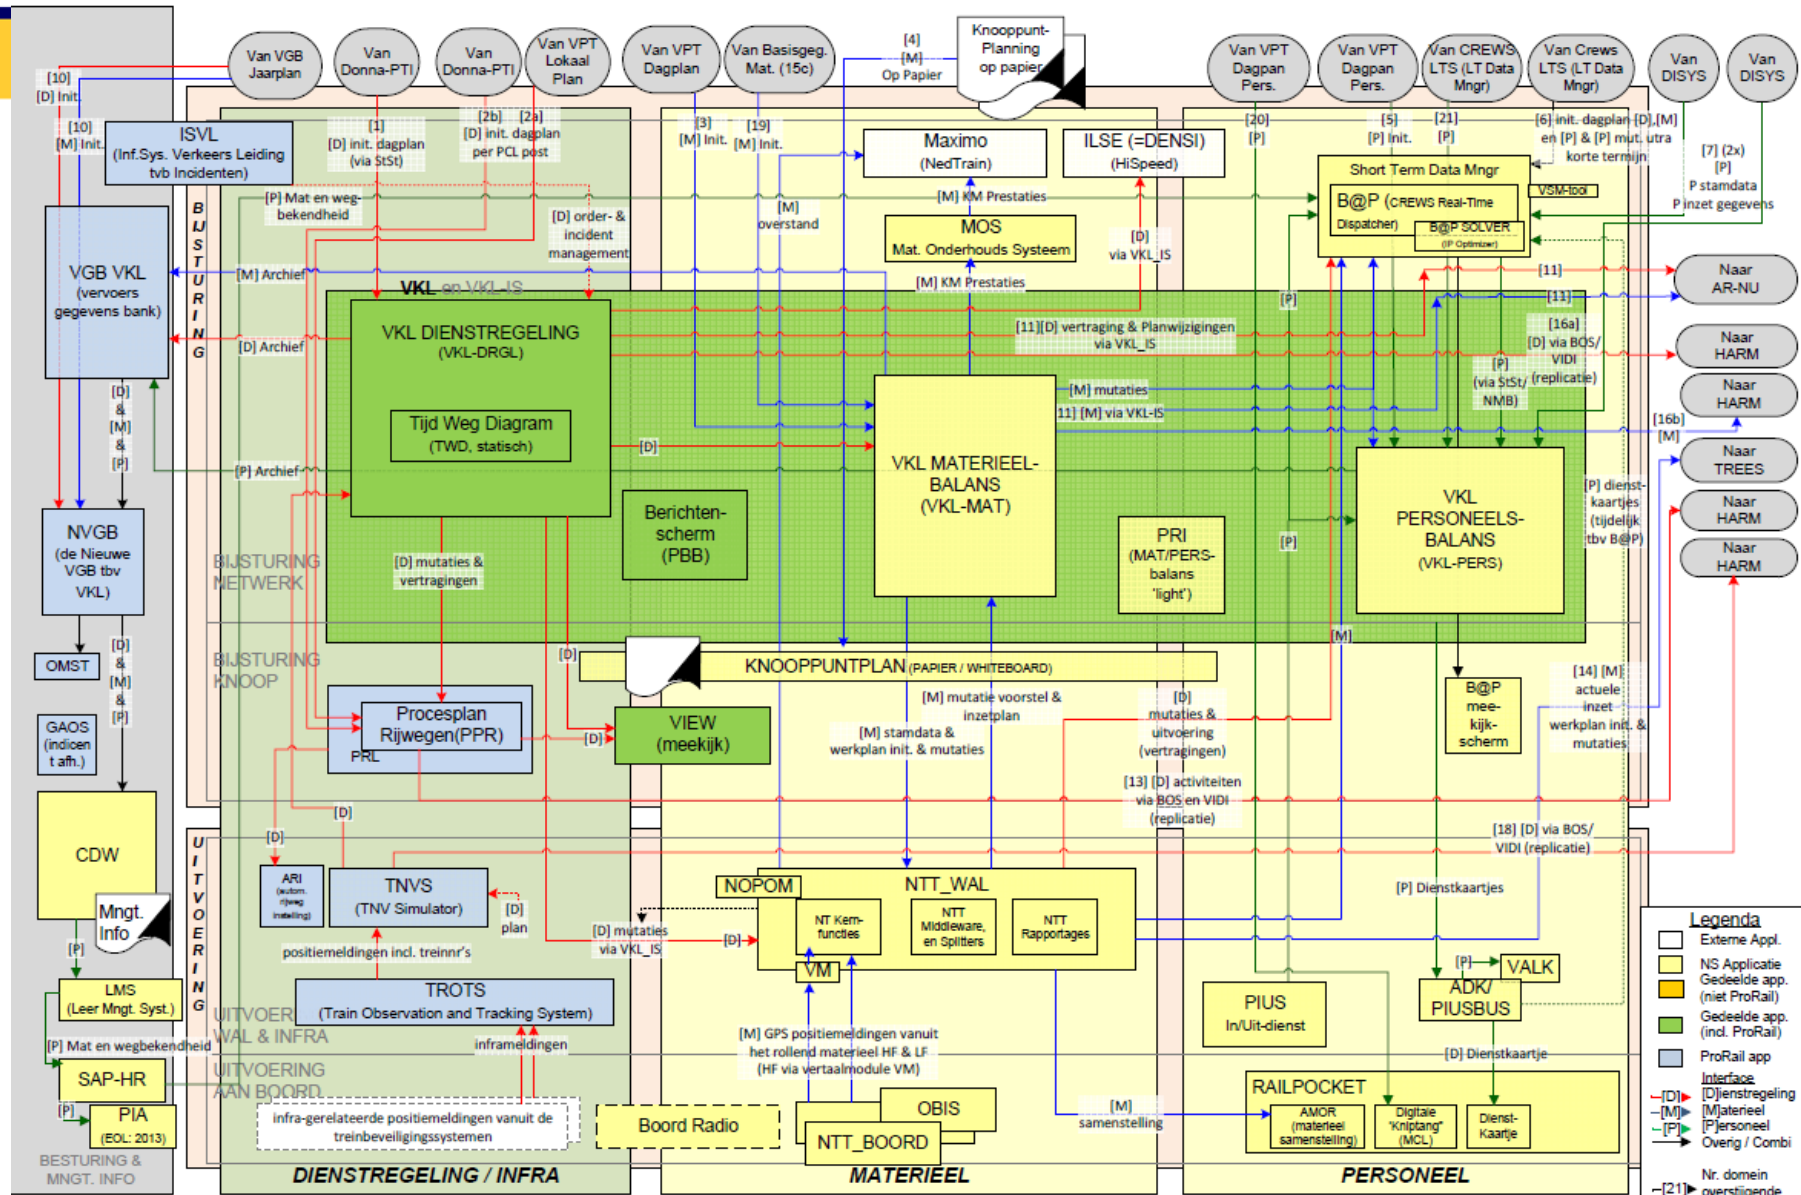 Van VGB
Jaarplan
Van
Donna-PTI
Van
Donna-PTI
Van VPT
Lokaal
Plan
Van VPT
Dagplan
Van Basisgeg.
Mat. (15c)
[4]
[M]
Op Papier
Knooppunt-
Planning
op papier
Van VPT
Dagpan
Pers.
Van VPT
Dagpan
Pers.
Van CREWS
LTS (LT Data
Mngr)
Van Crews
LTS (LT Data
Mngr)
Van
DISYS
Van
DISYS
[10]
[D] Init.
[10]
[M] Init.
ISVL
(Inf.Sys. Verkeers Leiding
tvb Incidenten)
[1]
[D] init. dagplan
(via StSt)
[2b]
[2a]
[D] init. dagplan
per PCL post
[3]
[M] Init.
[19]
[M] Init.
Maximo
(NedTrain)
ILSE (=DENSI)
(HiSpeed)
[20]
[P]
[5]
[P] Init.
[21]
[P]
[6] init. dagplan [D],[M]
en [P] & [P] mut. utra
korte termijn
[7] (2x)
[P]
P stamdata
P inzet gegevens
Short Term Data Mngr
B@P (CREWS Real-Time
Dispatcher)
VSM-tool
B@P SOLVER
(IP Optimizer)
[P] Mat en weg-
bekendheid
[D] order- &
incident
management
[M]
overstand
[M] KM Prestaties
MOS
Mat. Onderhouds Systeem
[M] KM Prestaties
[D]
via VKL_IS
BIJSTURING
VGB VKL
(vervoers
gegevens bank)
[M] Archief
[D] Archief
[P] Archief
[D]
&
[M]
&
[P]
VKL en VKL-IS
VKL DIENSTREGELING
(VKL-DRGL)
Tijd Weg Diagram
(TWD, statisch)
[D]
[11][D] vertraging & Planwijzigingen
via VKL_IS
[P]
[11]
[11]
[16a]
[D] via BOS/
VIDI
(replicatie)
[P]
(via StSt/
NMB)
[M] mutaties
11] [M] via VKL-IS
[16b]
[M]
Naar
AR-NU
Naar
HARM
Naar
HARM
Naar
TREES
Naar
HARM
Naar
HARM
VKL MATERIEEL-
BALANS
(VKL-MAT)
VKL
PERSONEELS-
BALANS
(VKL-PERS)
[P] dienst-
kaartjes
(tijdelijk
tbv B@P)
NVGB
(de Nieuwe
VGB tbv
VKL)
Berichten-
scherm
(PBB)
PRI
(MAT/PERS-
balans
'light')
[P]
BIJSTURING
NETWERK
[D] mutaties &
vertragingen
[M]
OMST
[D]
&
[M]
&
[P]
BIJSTURING
KNOOP
[D]
KNOOPPUNTPLAN (PAPIER / WHITEBOARD)
GAOS
(indicen
t afh.)
Procesplan
Rijwegen(PPR)
PRL
[D]
VIEW
(meekijk)
[M] mutatie voorstel &
inzetplan
[M] stamdata &
werkplan init. & mutaties
[D]
mutaties &
uitvoering
(vertragingen)
[13] [D] activiteiten
via BOS en VIDI
(replicatie)
B@P
mee-
kijk-
scherm
[14] [M]
actuele
inzet
werkplan init. &
mutaties
[18] [D] via BOS/
VIDI (replicatie)
CDW
Mngt.
Info
[D]
[D]
UITVOERING
ARI
(autom.
rijweg
instelling)
TNVS
(TNV Simulator)
[D]
plan
NOPOM
NTT_WAL
NT Kern-
functies
NTT
Middleware,
en Splitters
NTT
Rapportages
VM
[D] mutaties
via VKL_IS
[D]
[P] Dienstkaartjes
positiemeldingen incl. treinnr's
TROTS
(Train Observation and Tracking System)
inframeldingen
[P]
LMS
(Leer Mngt. Syst.)
UITVOER
WAL & INFRA
[P] Mat en wegbekendheid
UITVOERING
AAN BOORD
SAP-HR
[P]
PIA
(EOL: 2013)
BESTURING &
MNGT. INFO
infra-gerelateerde positiemeldingen vanuit de
treinbeveiligingssystemen
[M] GPS positiemeldingen vanuit
het rollend materieel HF & LF
(HF via vertaalmodule VM)
Boord Radio
OBIS
NTT_BOORD
[M]
samenstelling
PIUS
In/Uit-dienst
[P]
VALK
ADK/
PIUSBUS
[D] Dienstkaartje
RAILPOCKET
AMOR
(materieel
samenstelling)
Digitale
"Kniptang"
(MCL)
Dienst-
Kaartje
DIENSTREGELING / INFRA
MATERIEEL
PERSONEEL
Legenda
Externe Appl.
NS Applicatie
Gedeelde app.
(niet ProRail)
Gedeelde app.
(incl. ProRail)
ProRail app
Interface
[D] [D]ienstregeling
[M] [M]aterieel
[P] [P]ersoneel
Overig / Combi
[21] Nr. domein
overstijgende